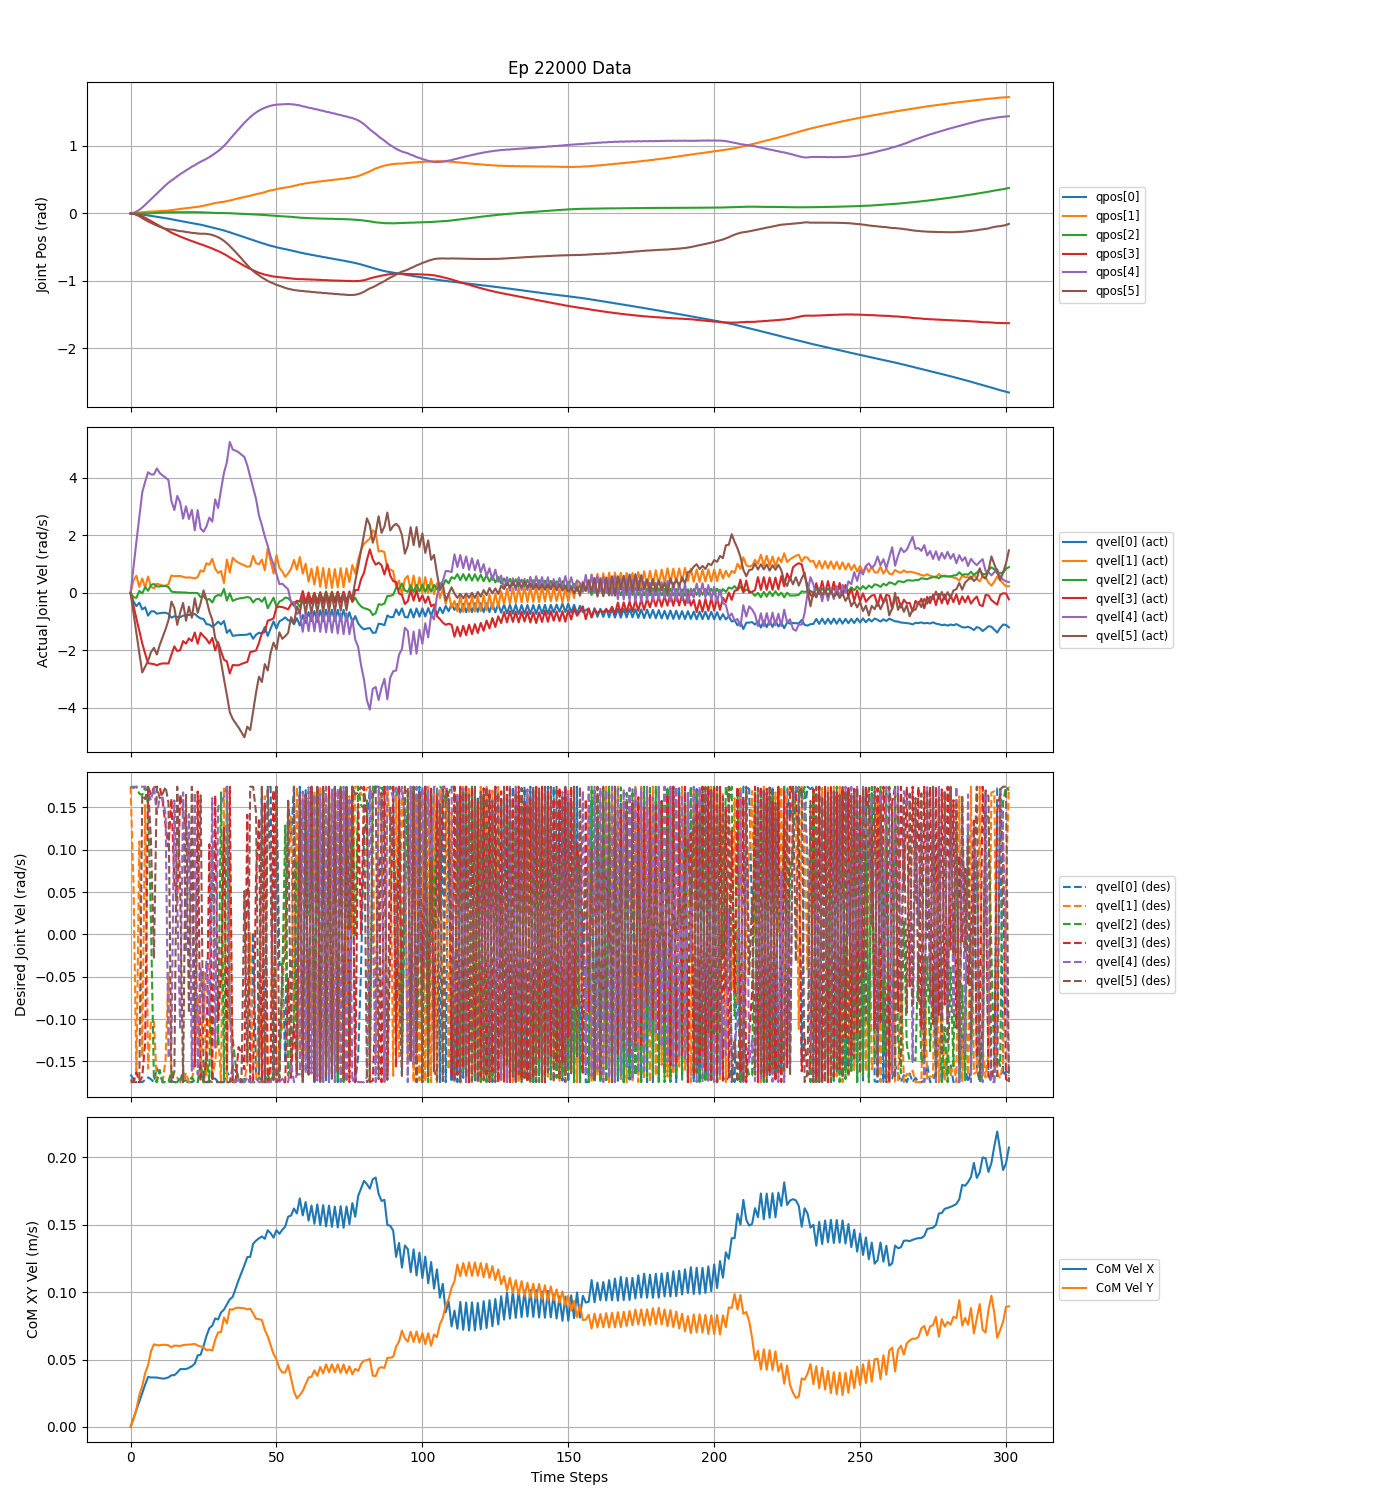 Ep 22000 Data
Joint Pos (rad)
1
0
−1
−2
qpos[0]
qpos[1]
qpos[2]
qpos[3]
qpos[4]
qpos[5]
Actual Joint Vel (rad/s)
4
2
0
−2
−4
qvel[0] (act)
qvel[1] (act)
qvel[2] (act)
qvel[3] (act)
qvel[4] (act)
qvel[5] (act)
Desired Joint Vel (rad/s)
0.15
0.10
0.05
0.00
−0.05
−0.10
−0.15
qvel[0] (des)
qvel[1] (des)
qvel[2] (des)
qvel[3] (des)
qvel[4] (des)
qvel[5] (des)
CoM XY Vel (m/s)
0.20
0.15
0.10
0.05
0.00
CoM Vel X
CoM Vel Y
0 50 100 150 200 250 300
Time Steps